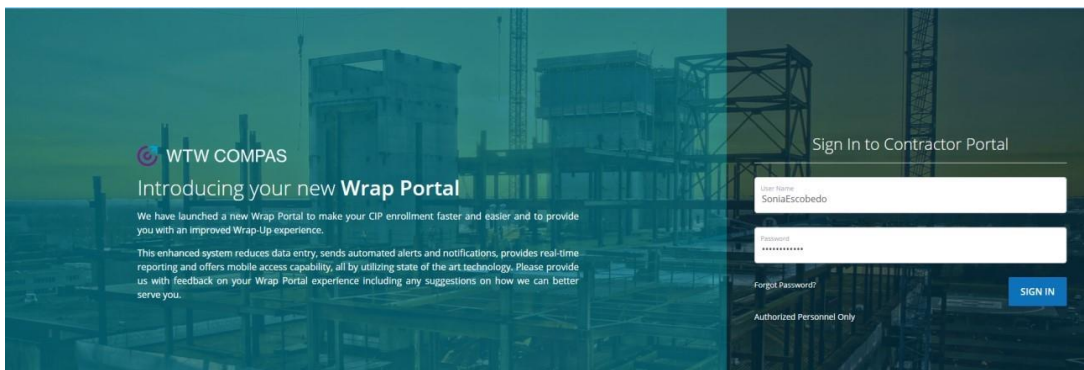 WTW COMPAS
Introducing your new Wrap Portal
We have launched a new Wrap Portal to make your CIP enrollment faster and easier and to provide
you with an improved Wrap-Up experience.
This enhanced system reduces data entry, sends automated alerts and notifications, provides real-time
reporting and offers mobile access capability, all by utilizing state of the art technology. Please provide
us with feedback on your Wrap Portal experience including any suggestions on how we can better
serve you.
Sign In to Contractor Portal
User Name
SoniaEscobedo
Password
••••••••••••
Forgot Password?
SIGN IN
Authorized Personnel Only